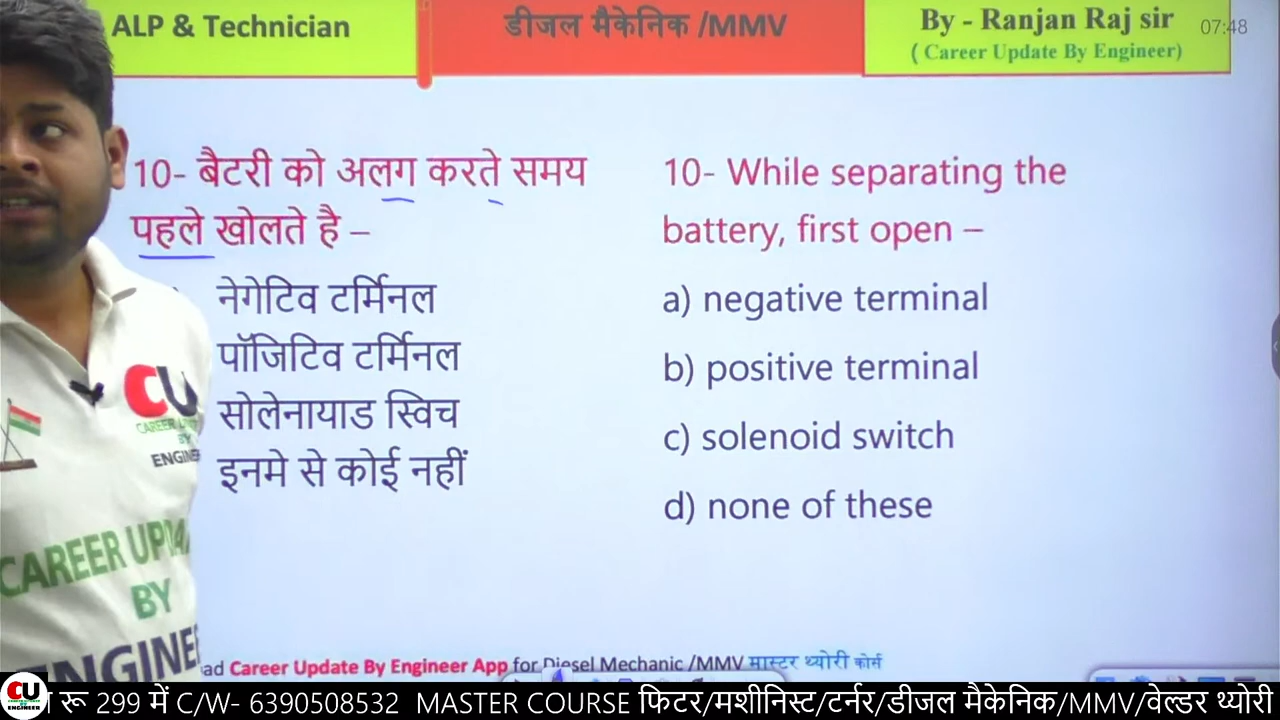 ALP & Technician
डीजल मैकेनिक /MMV
By - Ranjan Raj sir
( Career Update By Engineer)
07:48
10- बैटरी को अलग करते समय
पहले खोलते है –
नेगेटिव टर्मिनल
पॉजिटिव टर्मिनल
सोलेनायाड स्विच
इनमे से कोई नहीं
10- While separating the
battery, first open –
a) negative terminal
b) positive terminal
c) solenoid switch
d) none of these
CU
CAREER
BY
CAREER
BY
Career Update By Engineer App for Diesel Mechanic /MMV मास्टर थ्योरी कोर्स
CU
रू 299 में C/W- 6390508532 MASTER COURSE फिटर/मशीनिस्ट/टर्नर/डीजल मैकेनिक/MMV/वेल्डर थ्योरी